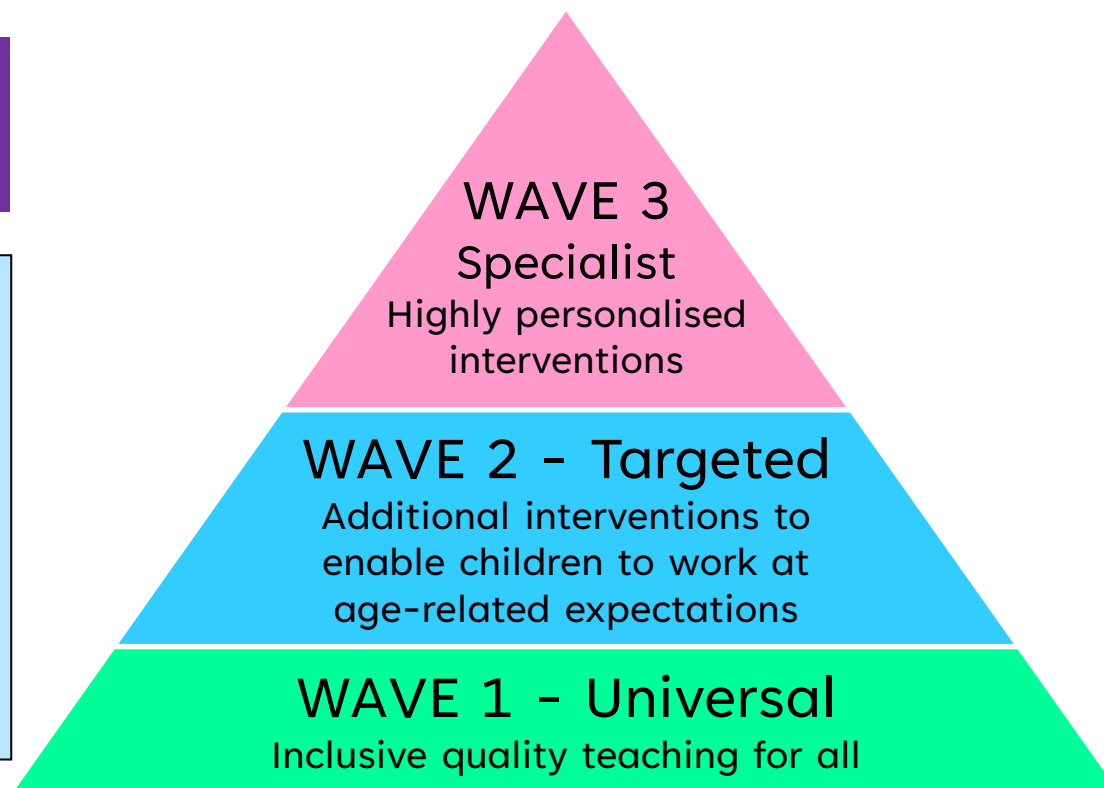 WAVE 3
Specialist
Highly personalised
interventions
WAVE 2 - Targeted
Additional interventions to
enable children to work at
age-related expectations
WAVE 1 - Universal
Inclusive quality teaching for all